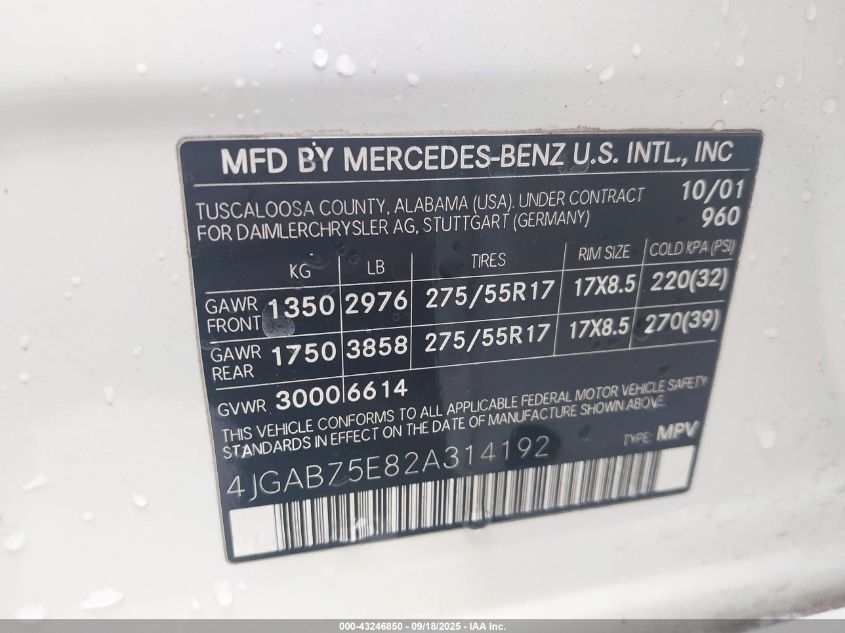 MFD BY MERCEDES-BENZ U.S. INTL., INC
TUSCALOOSA COUNTY, ALABAMA (USA). UNDER CONTRACT 10/01
FOR DAIMLERCHRYSLER AG, STUTTGART (GERMANY) 960
KG LB TIRES RIM SIZE COLD KPA (PSI)
GAWR FRONT 1350 2976 275/55R17 17X8.5 220(32)
GAWR REAR 1750 3858 275/55R17 17X8.5 270(39)
GVWR 3000 6614
THIS VEHICLE CONFORMS TO ALL APPLICABLE FEDERAL MOTOR VEHICLE SAFETY
STANDARDS IN EFFECT ON THE DATE OF MANUFACTURE SHOWN ABOVE.
TYPE: MPV
4JGAB75E82A314192
000-43246850 - 09/18/2025 - IAA Inc.